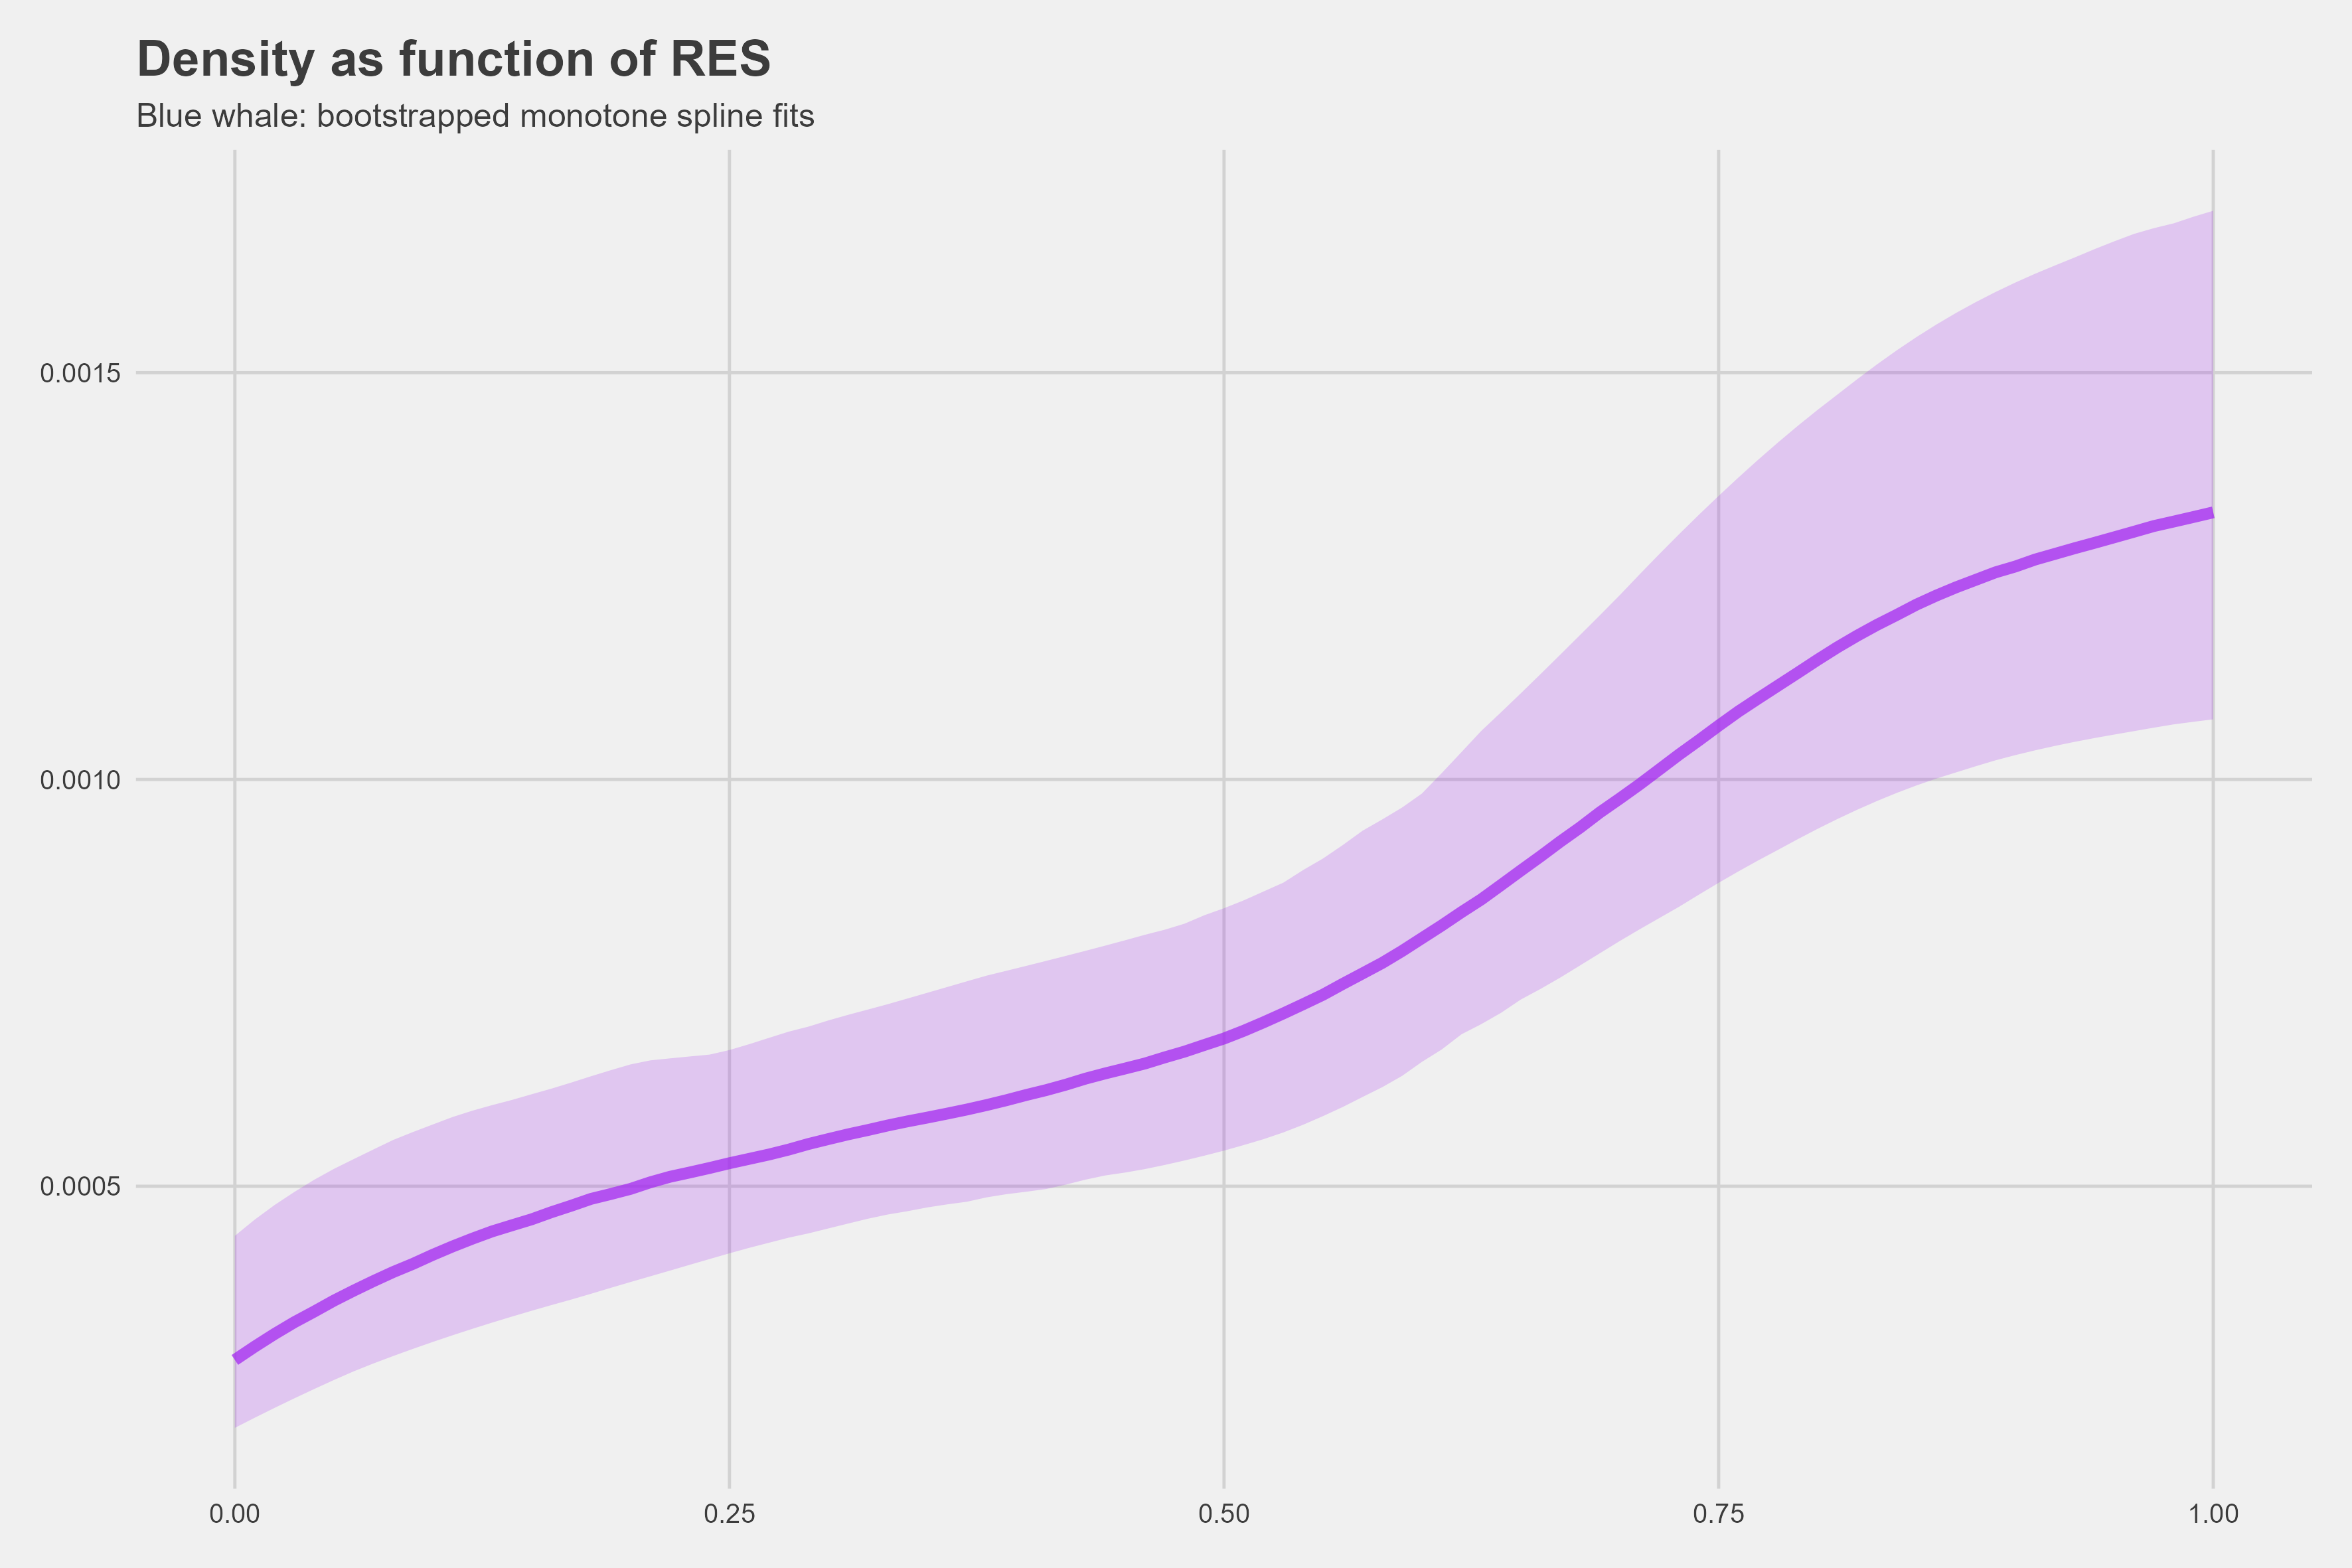 Density as function of RES
Blue whale: bootstrapped monotone spline fits
0.0015
0.0010
0.0005
0.00 0.25 0.50 0.75 1.00